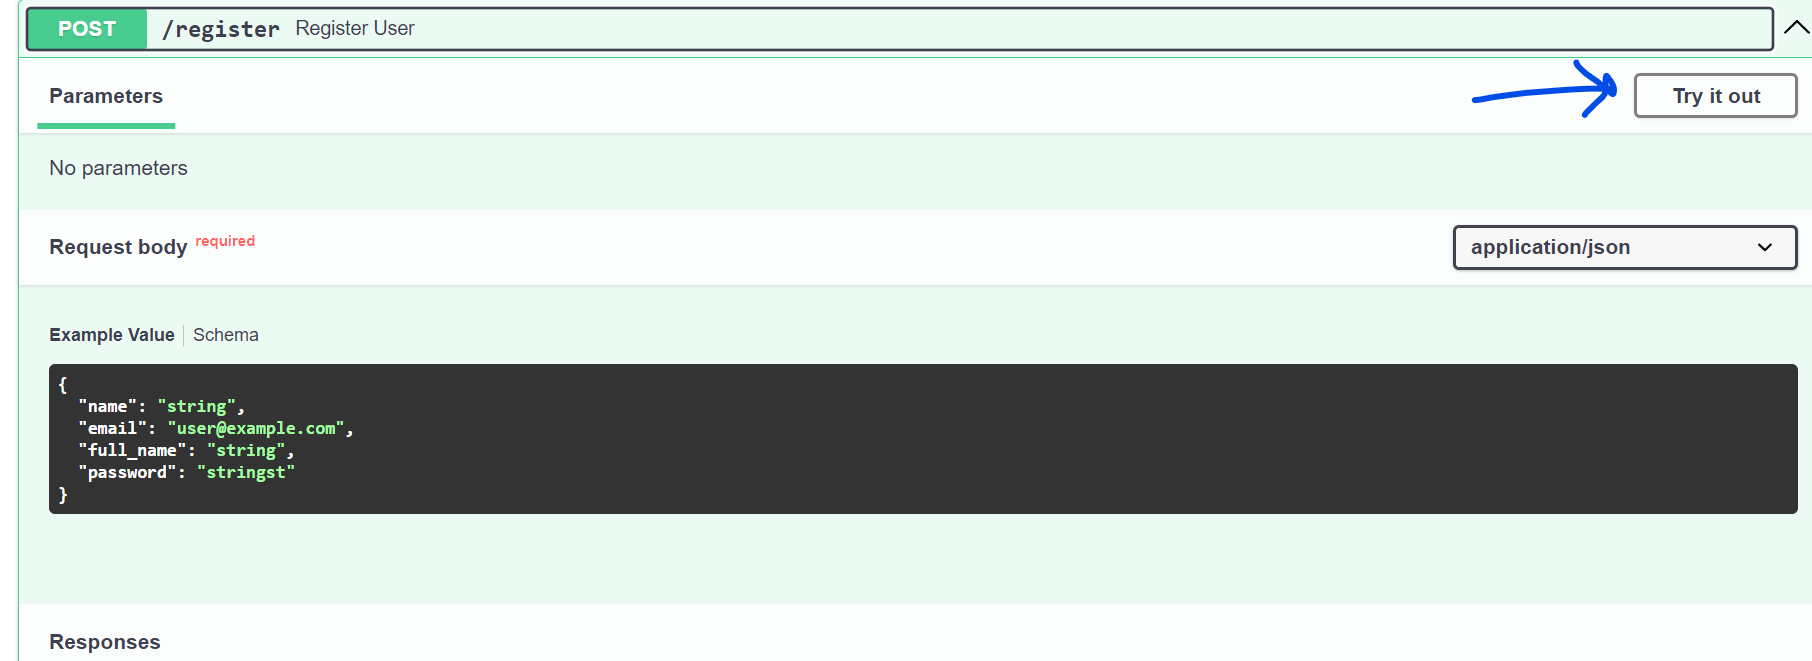 POST /register Register User
Parameters
Try it out
No parameters
Request body required
application/json
Example Value Schema
{
  "name": "string",
  "email": "user@example.com",
  "full_name": "string",
  "password": "stringst"
}
Responses